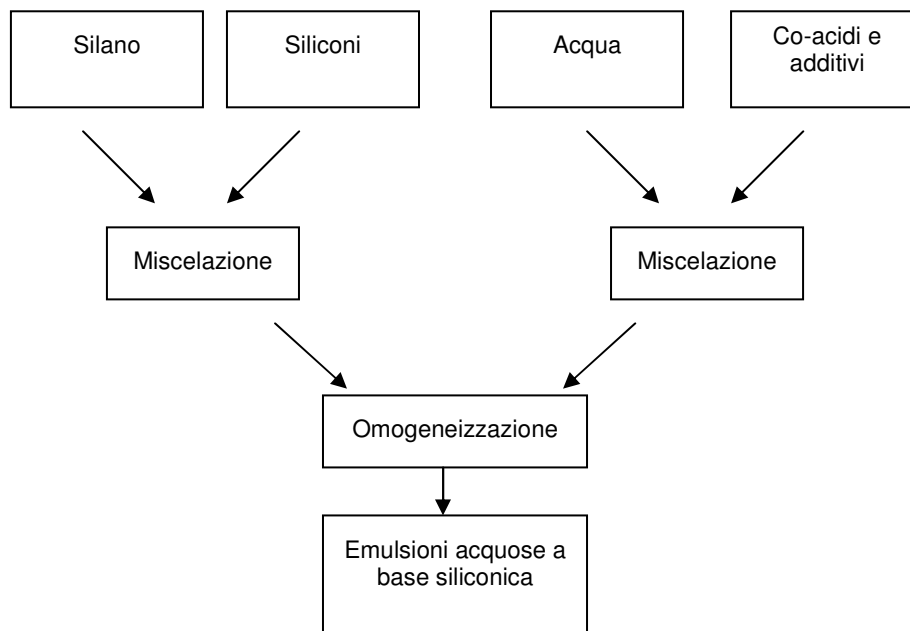 Silano
Siliconi
Acqua
Co-acidi e
additivi
Miscelazione
Miscelazione
Omogeneizzazione
Emulsioni acquose a
base siliconica